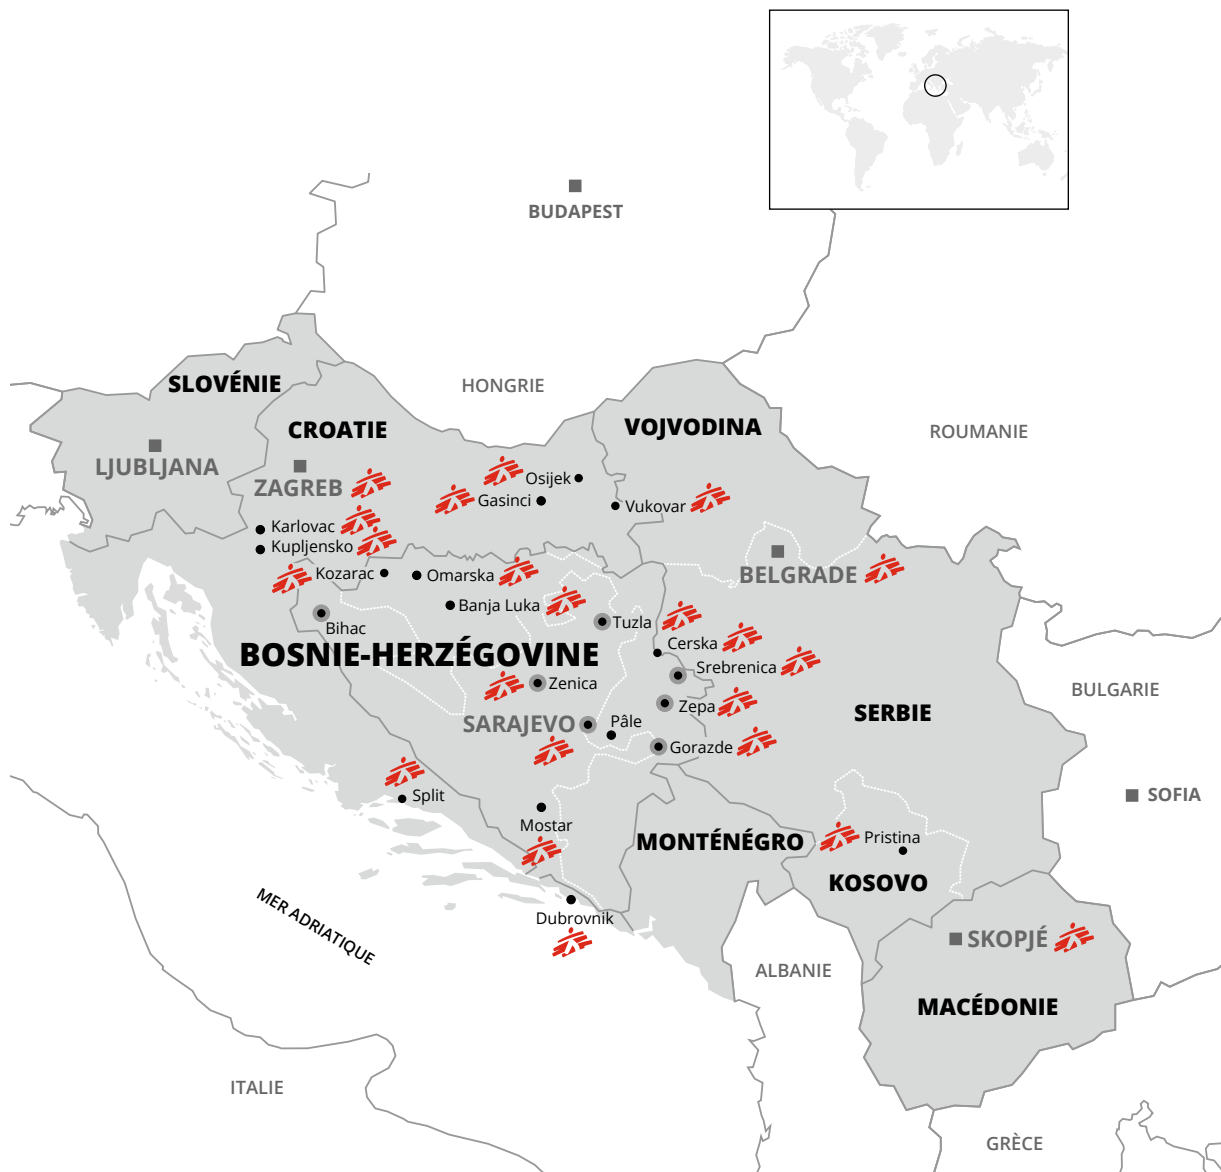 BUDAPEST
SLOVÉNIE
HONGRIE
CROATIE
VOJVODINA
ROUMANIE
LJUBLJANA
ZAGREB
Osijek
Gasinci
Vukovar
Karlovac
Kupljensko
Kozarac
Omarska
BELGRADE
Banja Luka
Tuzla
Bihac
Cerska
BOSNIE-HERZÉGOVINE
Srebrenica
Zenica
BULGARIE
Zepa
SERBIE
SARAJEVO
Pâle
Gorazde
Split
SOFIA
Mostar
MONTÉNÉGRO
Pristina
KOSOVO
Dubrovnik
MER ADRIATIQUE
SKOPJÉ
ALBANIE
MACÉDONIE
ITALIE
GRÈCE